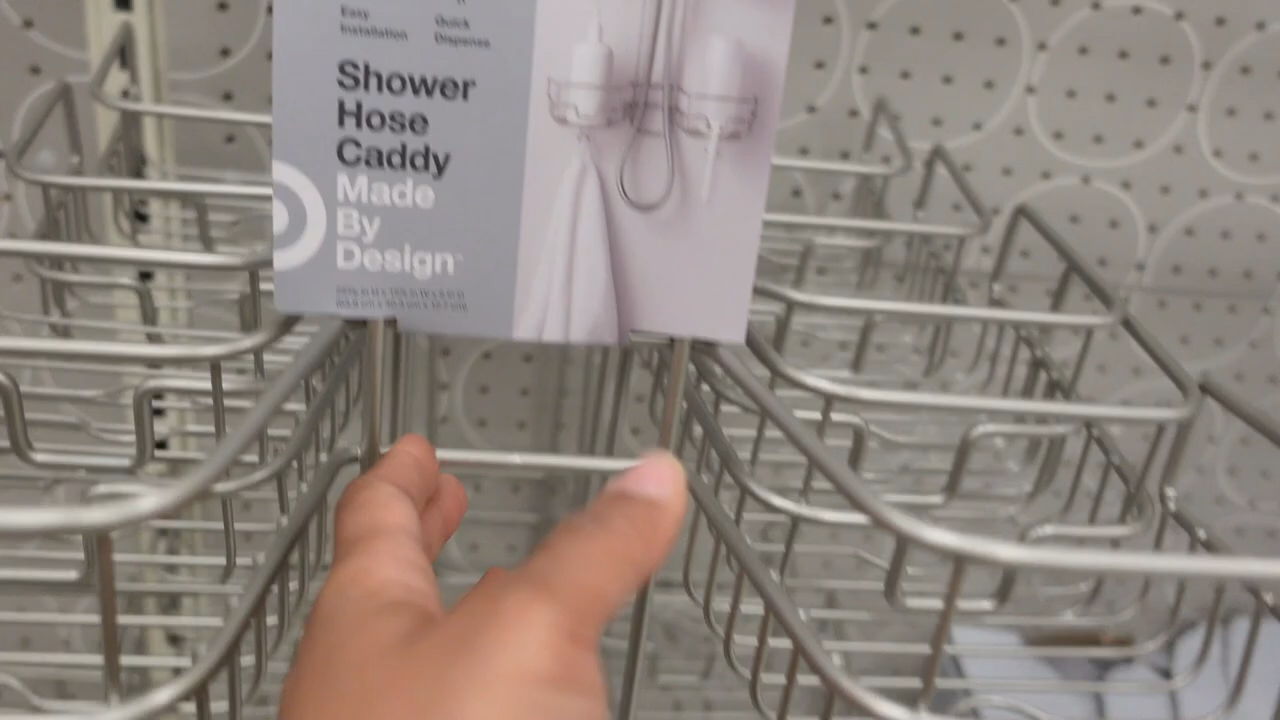 Easy
Installation
Quick
Dispense
Shower
Hose
Caddy
Made
By
Design